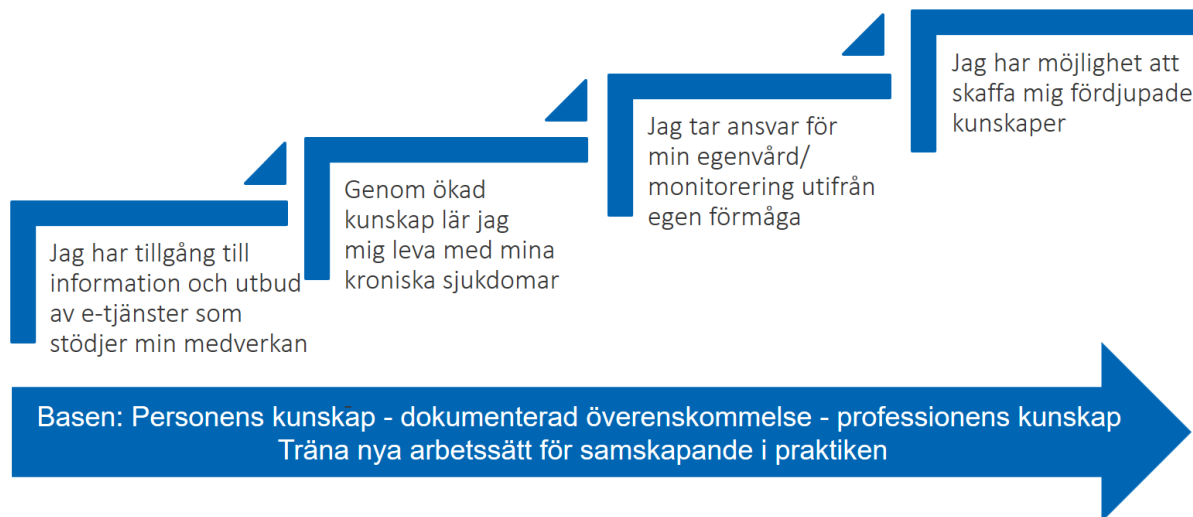 Jag har tillgång till
information och utbud
av e-tjänster som
stödjer min medverkan
Genom ökad
kunskap lär jag
mig leva med mina
kroniska sjukdomar
Jag tar ansvar för
min egenvård/
monitorering utifrån
egen förmåga
Jag har möjlighet att
skaffa mig fördjupade
kunskaper
Basen: Personens kunskap - dokumenterad överenskommelse - professionens kunskap
Träna nya arbetssätt för samskapande i praktiken